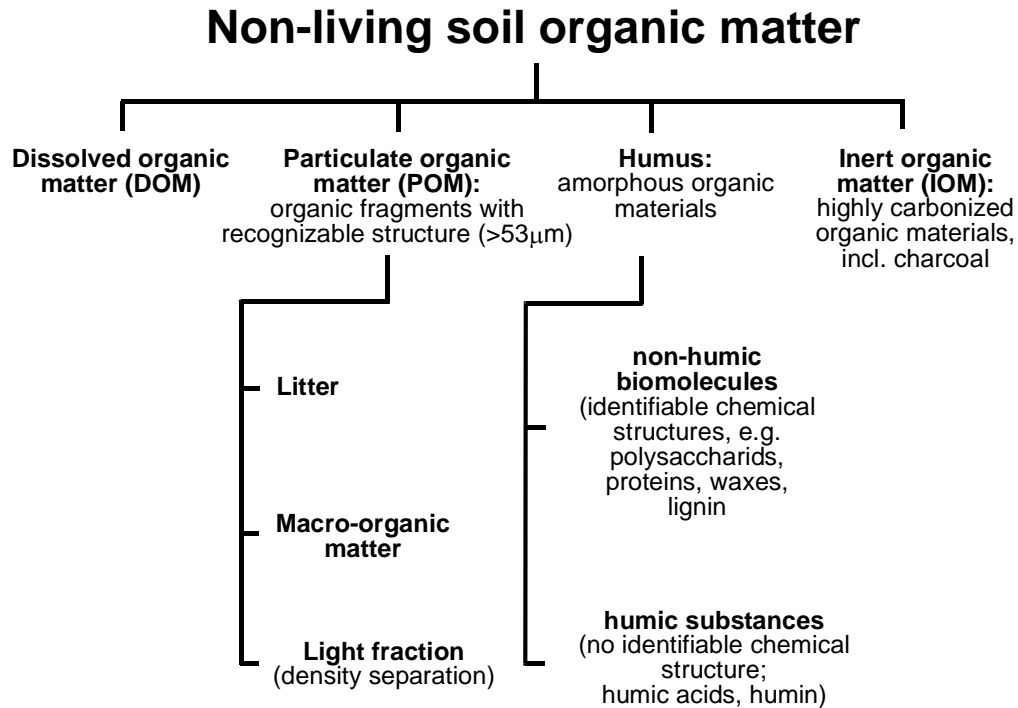 Non-living soil organic matter
Dissolved organic
matter (DOM)
Particulate organic
matter (POM):
organic fragments with
recognizable structure (>53μm)
Humus:
amorphous organic
materials
Inert organic
matter (IOM):
highly carbonized
organic materials,
incl. charcoal
Litter
Macro-organic
matter
Light fraction
(density separation)
non-humic
biomolecules
(identifiable chemical
structures, e.g.
polysaccharids,
proteins, waxes,
lignin
humic substances
(no identifiable chemical
structure;
humic acids, humin)